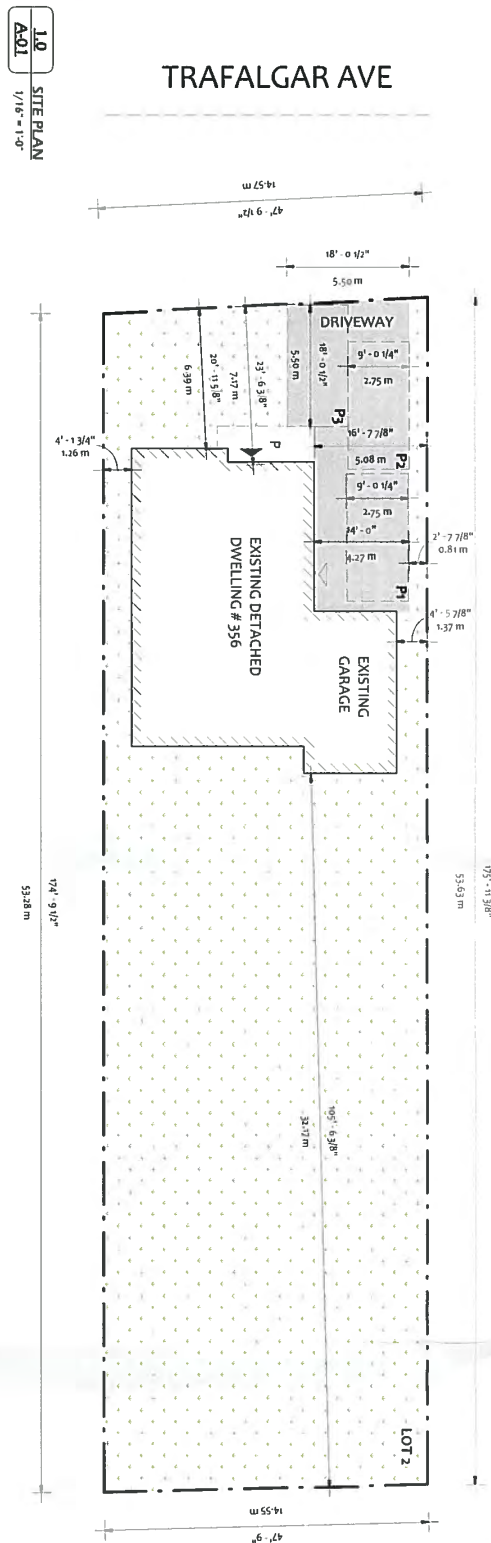 1.0
A-01
SITE PLAN
1/16" = 1'-0"
TRAFALGAR AVE
14.57 m
47' - 9 1/2"
18' - 0 1/2"
5.50 m
DRIVEWAY
9' - 0 1/4"
2.75 m
18' - 0 1/2"
5.50 m
P3
23' - 6 3/8"
7.17 m
20' - 11 5/8"
6.39 m
16' - 7 7/8"
5.08 m
P2
P
4' - 1 3/4"
1.26 m
9' - 0 1/4"
2.75 m
14' - 0"
4.27 m
2' - 7 7/8"
0.81 m
P1
4' - 5 7/8"
1.37 m
EXISTING DETACHED
DWELLING # 356
EXISTING
GARAGE
174' - 9 1/2"
53.28 m
175' - 11 3/8"
53.63 m
105' - 6 3/8"
32.17 m
LOT 2
14.55 m
47' - 9"